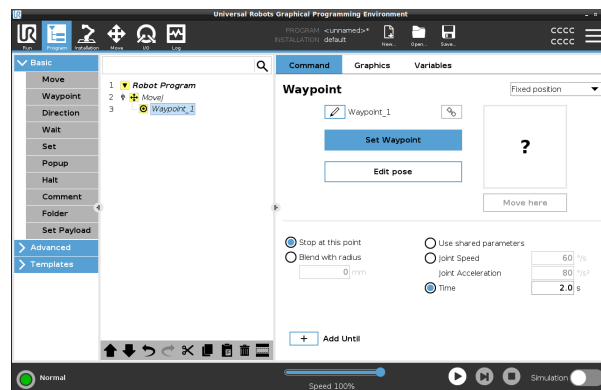 Universal Robots Graphical Programming Environment
Run
Program
Installation
Move
I/O
Log
PROGRAM <unnamed>*
INSTALLATION default
New...
Open...
Save...
CCCC
CCCC
Basic
Move
Waypoint
Direction
Wait
Set
Popup
Halt
Comment
Folder
Set Payload
Advanced
Templates
1 Robot Program
2 MoveJ
3 Waypoint_1
Command Graphics Variables
Waypoint
Fixed position
Waypoint_1
Set Waypoint
Edit pose
?
Move here
Stop at this point
Blend with radius
0 mm
Use shared parameters
Joint Speed 60 °/s
Joint Acceleration 80 °/s²
Time 2.0 s
+ Add Until
Normal
Speed 100%
Simulation